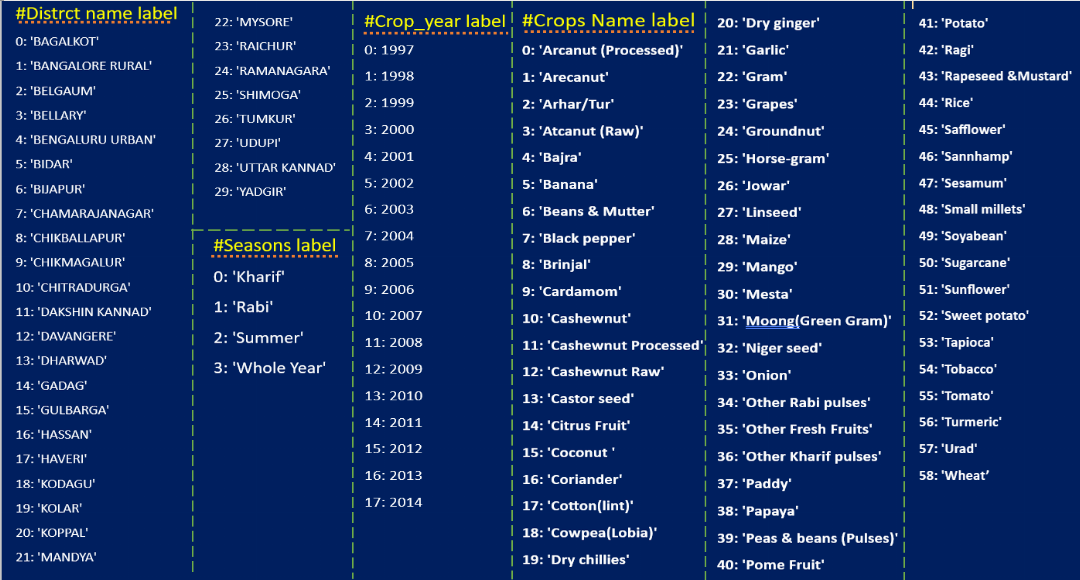 #Distrct name label
0: 'BAGALKOT'
1: 'BANGALORE RURAL'
2: 'BELGAUM'
3: 'BELLARY'
4: 'BENGALURU URBAN'
5: 'BIDAR'
6: 'BIJAPUR'
7: 'CHAMARAJANAGAR'
8: 'CHIKBALLAPUR'
9: 'CHIKMAGALUR'
10: 'CHITRADURGA'
11: 'DAKSHIN KANNAD'
12: 'DAVANGERE'
13: 'DHARWAD'
14: 'GADAG'
15: 'GULBARGA'
16: 'HASSAN'
17: 'HAVERI'
18: 'KODAGU'
19: 'KOLAR'
20: 'KOPPAL'
21: 'MANDYA'
22: 'MYSORE'
23: 'RAICHUR'
24: 'RAMANAGARA'
25: 'SHIMOGA'
26: 'TUMKUR'
27: 'UDUPI'
28: 'UTTAR KANNAD'
29: 'YADGIR'
#Seasons label
0: 'Kharif'
1: 'Rabi'
2: 'Summer'
3: 'Whole Year'
#Crop_year label
0: 1997
1: 1998
2: 1999
3: 2000
4: 2001
5: 2002
6: 2003
7: 2004
8: 2005
9: 2006
10: 2007
11: 2008
12: 2009
13: 2010
14: 2011
15: 2012
16: 2013
17: 2014
#Crops Name label
0: 'Arcanut (Processed)'
1: 'Arecanut'
2: 'Arhar/Tur'
3: 'Atcanut (Raw)'
4: 'Bajra'
5: 'Banana'
6: 'Beans & Mutter'
7: 'Black pepper'
8: 'Brinjal'
9: 'Cardamom'
10: 'Cashewnut'
11: 'Cashewnut Processed'
12: 'Cashewnut Raw'
13: 'Castor seed'
14: 'Citrus Fruit'
15: 'Coconut '
16: 'Coriander'
17: 'Cotton(lint)'
18: 'Cowpea(Lobia)'
19: 'Dry chillies'
20: 'Dry ginger'
21: 'Garlic'
22: 'Gram'
23: 'Grapes'
24: 'Groundnut'
25: 'Horse-gram'
26: 'Jowar'
27: 'Linseed'
28: 'Maize'
29: 'Mango'
30: 'Mesta'
31: 'Moong(Green Gram)'
32: 'Niger seed'
33: 'Onion'
34: 'Other Rabi pulses'
35: 'Other Fresh Fruits'
36: 'Other Kharif pulses'
37: 'Paddy'
38: 'Papaya'
39: 'Peas & beans (Pulses)'
40: 'Pome Fruit'
41: 'Potato'
42: 'Ragi'
43: 'Rapeseed &Mustard'
44: 'Rice'
45: 'Safflower'
46: 'Sannhamp'
47: 'Sesamum'
48: 'Small millets'
49: 'Soyabean'
50: 'Sugarcane'
51: 'Sunflower'
52: 'Sweet potato'
53: 'Tapioca'
54: 'Tobacco'
55: 'Tomato'
56: 'Turmeric'
57: 'Urad'
58: 'Wheat’